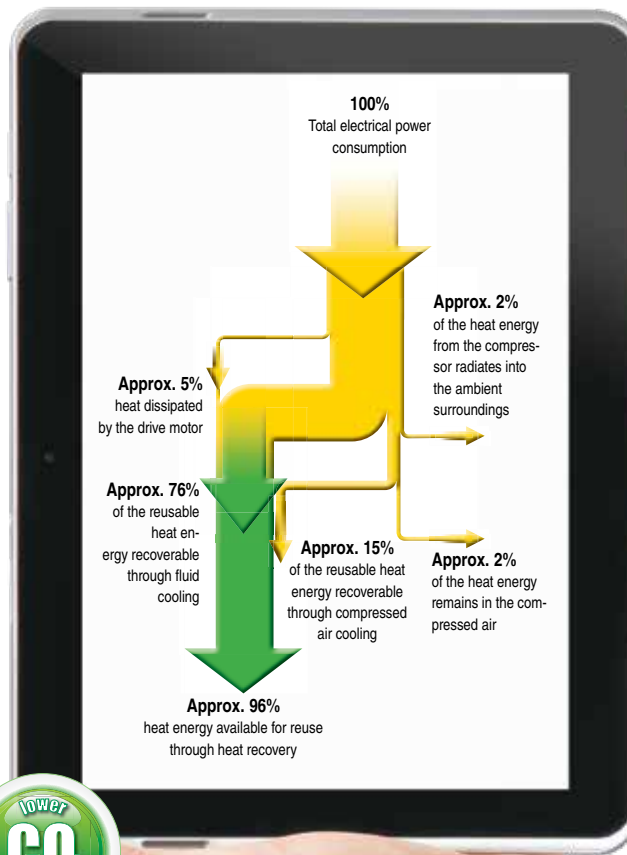 100%
Total electrical power
consumption
Approx. 2%
of the heat energy
from the compres-
sor radiates into
the ambient
surroundings
Approx. 5%
heat dissipated
by the drive motor
Approx. 76%
of the reusable
heat en-
ergy recoverable
through fluid
cooling
Approx. 15%
of the reusable heat
energy recoverable
through compressed
air cooling
Approx. 2%
of the heat energy
remains in the com-
pressed air
Approx. 96%
heat energy available for reuse
through heat recovery
lower
CO